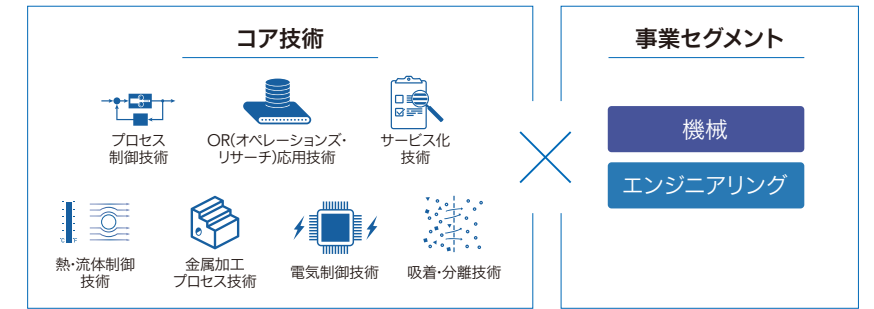 コア技術
プロセス
制御技術
OR(オペレーションズ・
リサーチ)応用技術
サービス化
技術
熱・流体制御
技術
金属加工
プロセス技術
電気制御技術
吸着・分離技術
事業セグメント
機械
エンジニアリング